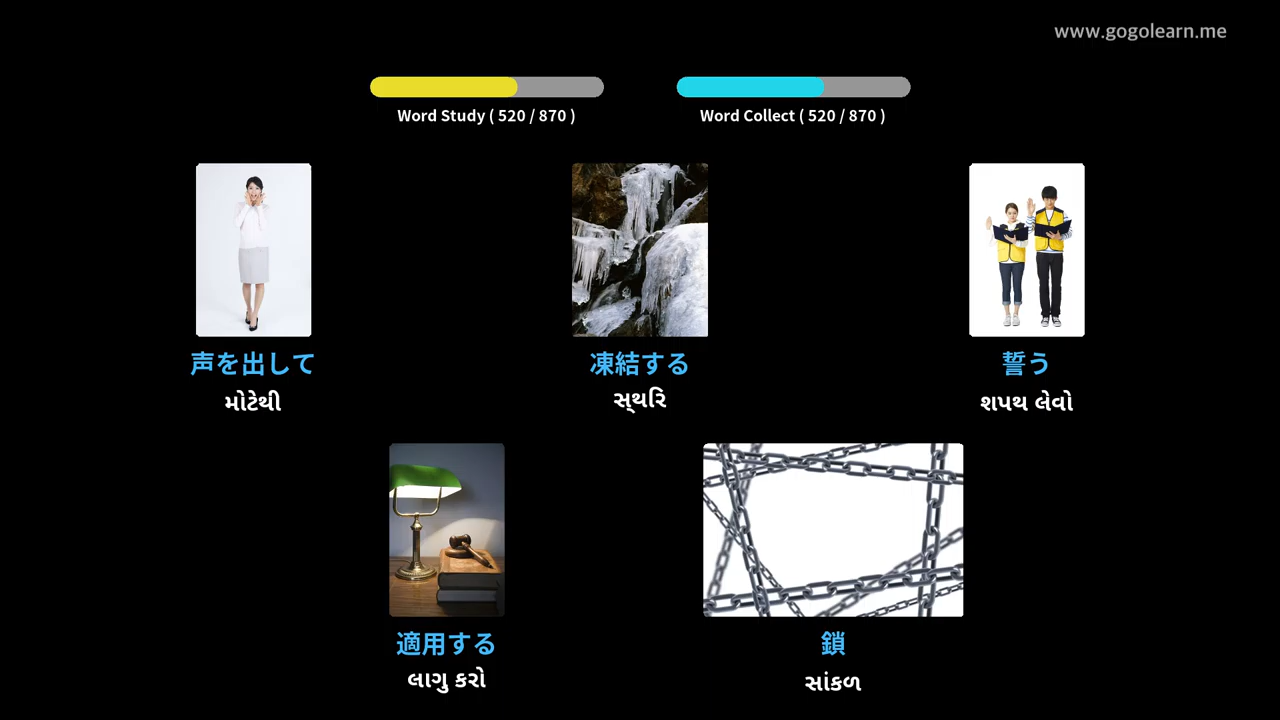 www.gogolearn.me
Word Study ( 520 / 870 )
Word Collect ( 520 / 870 )
声を出して
મોટેથી
凍結する
સ્થરિ
誓う
શપથ લેવો
適用する
લાગુ કરો
鎖
સાંકળ